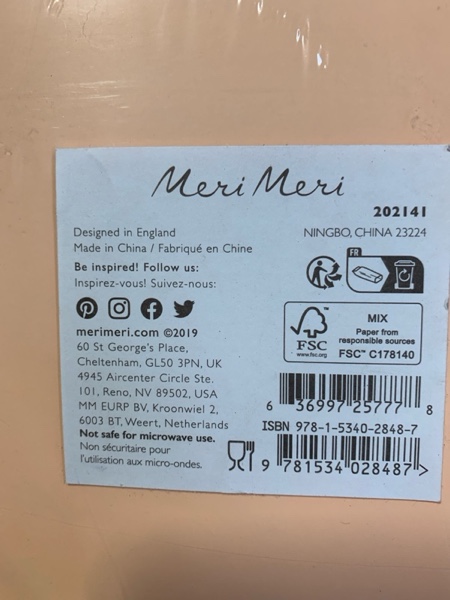 Meri Meri
202141
Designed in England
NINGBO, CHINA 23224
Made in China / Fabriqué en Chine
Be inspired! Follow us:
Inspirez-vous! Suivez-nous:
FR
merimeri.com ©2019
60 St George's Place,
Cheltenham, GL50 3PN, UK
4945 Aircenter Circle Ste.
101, Reno, NV 89502, USA
MM EURP BV, Kroonwiel 2,
6003 BT, Weert, Netherlands
Not safe for microwave use.
Non sécuritaire pour
l'utilisation aux micro-ondes.
FSC
www.fsc.org
MIX
Paper from
responsible sources
FSC™ C178140
6 36997 25777 8
ISBN 978-1-5340-2848-7
9 781534 028487 >